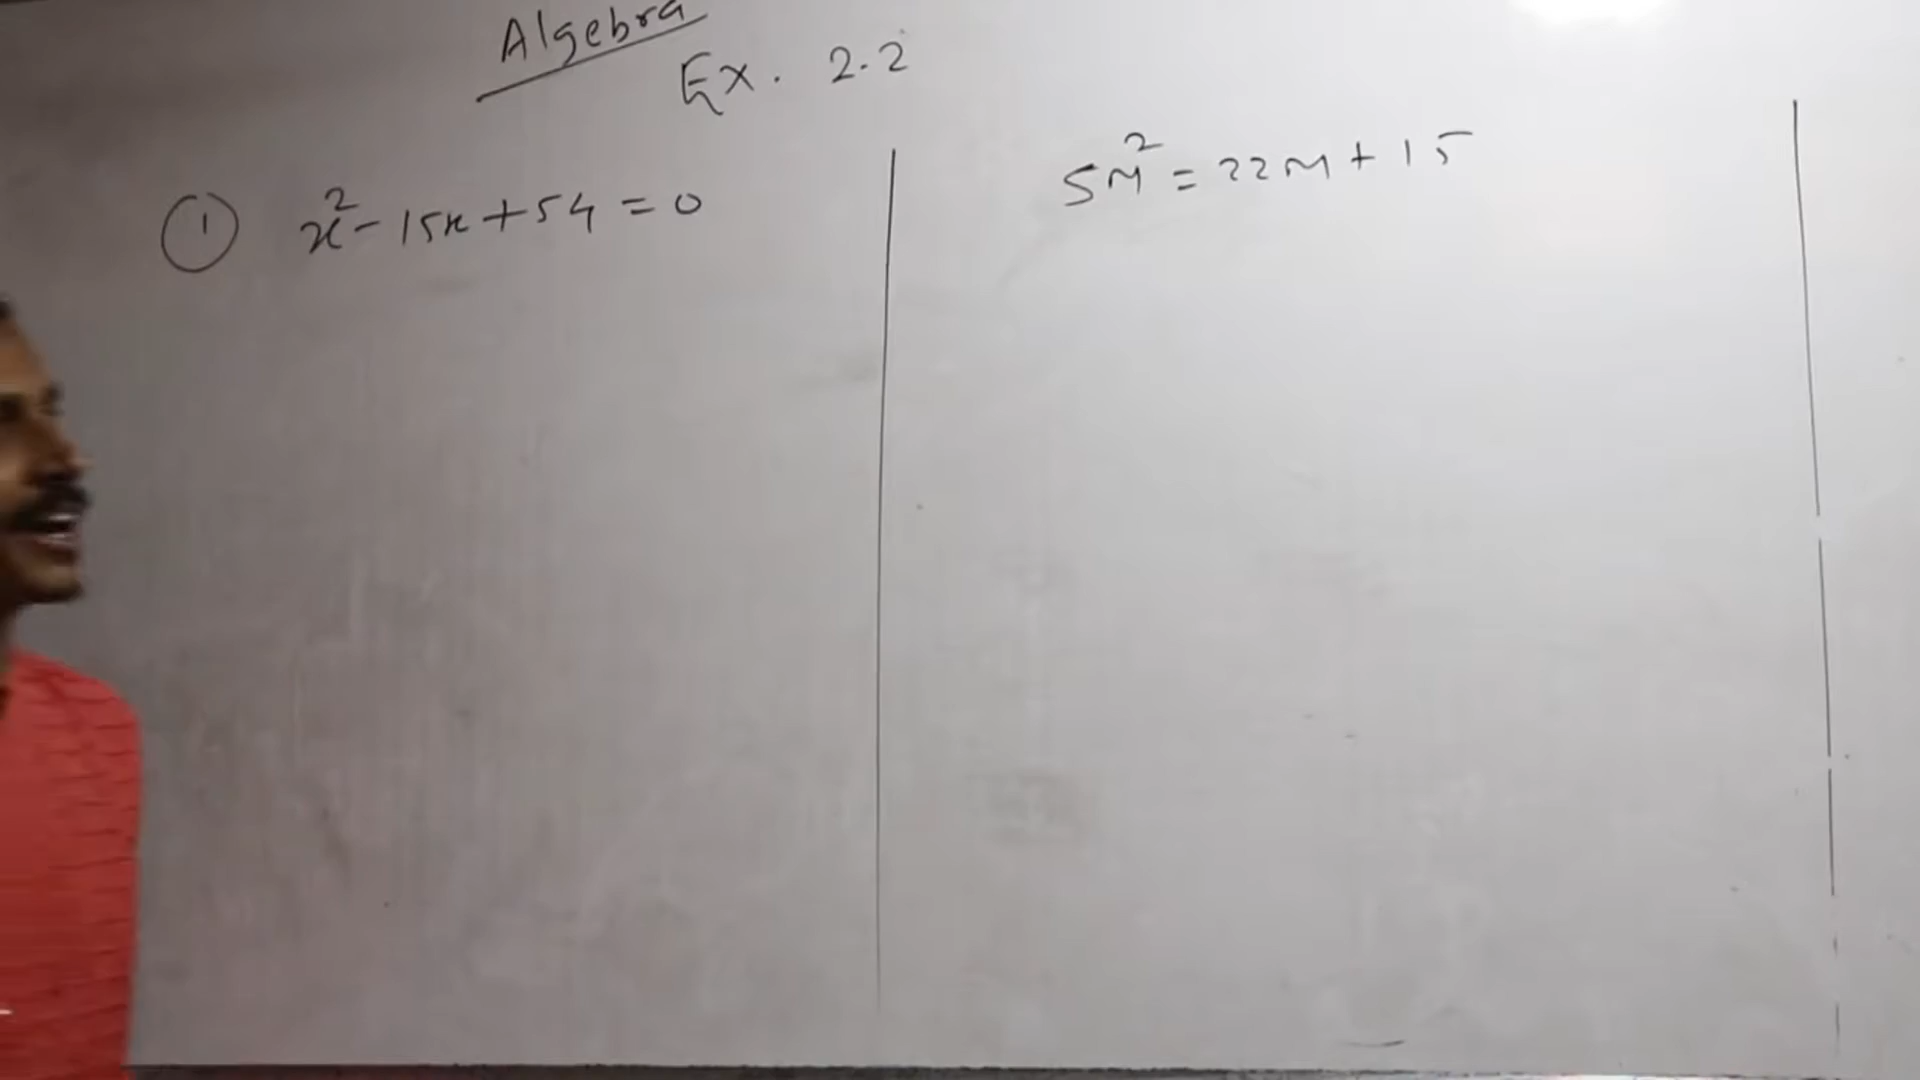 Algebra
Ex. 2.2
① x² - 15x + 54 = 0
5M² = 22M + 15